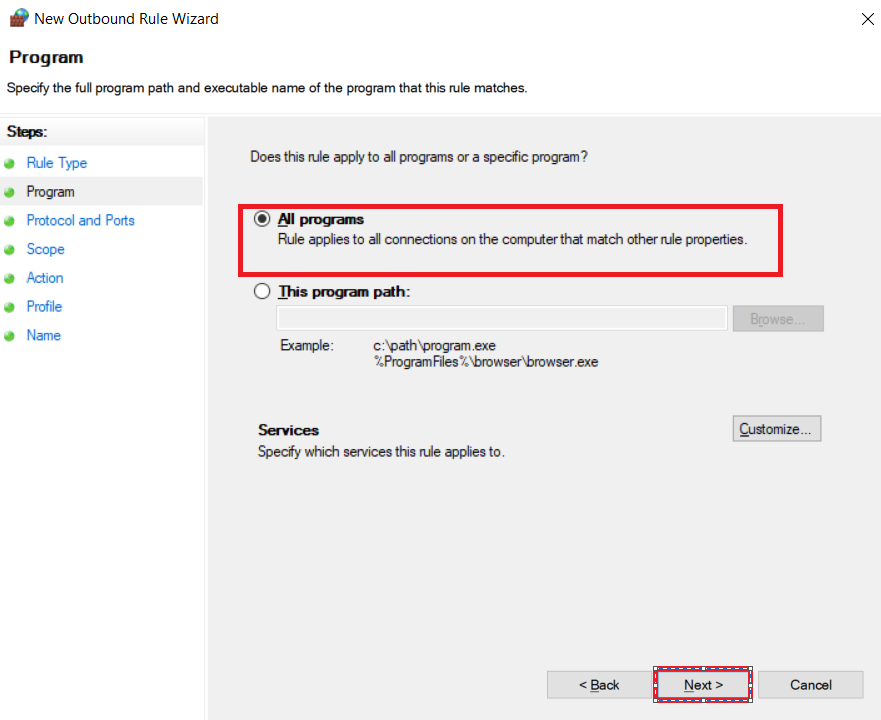 New Outbound Rule Wizard
Program
Specify the full program path and executable name of the program that this rule matches.
Steps:
Rule Type
Program
Protocol and Ports
Scope
Action
Profile
Name
Does this rule apply to all programs or a specific program?
All programs
Rule applies to all connections on the computer that match other rule properties.
This program path:
Browse...
Example: c:\path\program.exe
%ProgramFiles%\browser\browser.exe
Services
Specify which services this rule applies to.
Customize...
< Back Next > Cancel